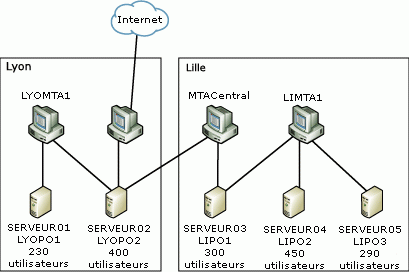 Internet
Lyon
Lille
LYOMTA1
MTACentral
LIMTA1
SERVEUR01
LYOPO1
230
utilisateurs
SERVEUR02
LYOPO2
400
utilisateurs
SERVEUR03
LIPO1
300
utilisateurs
SERVEUR04
LIPO2
450
utilisateurs
SERVEUR05
LIPO3
290
utilisateurs